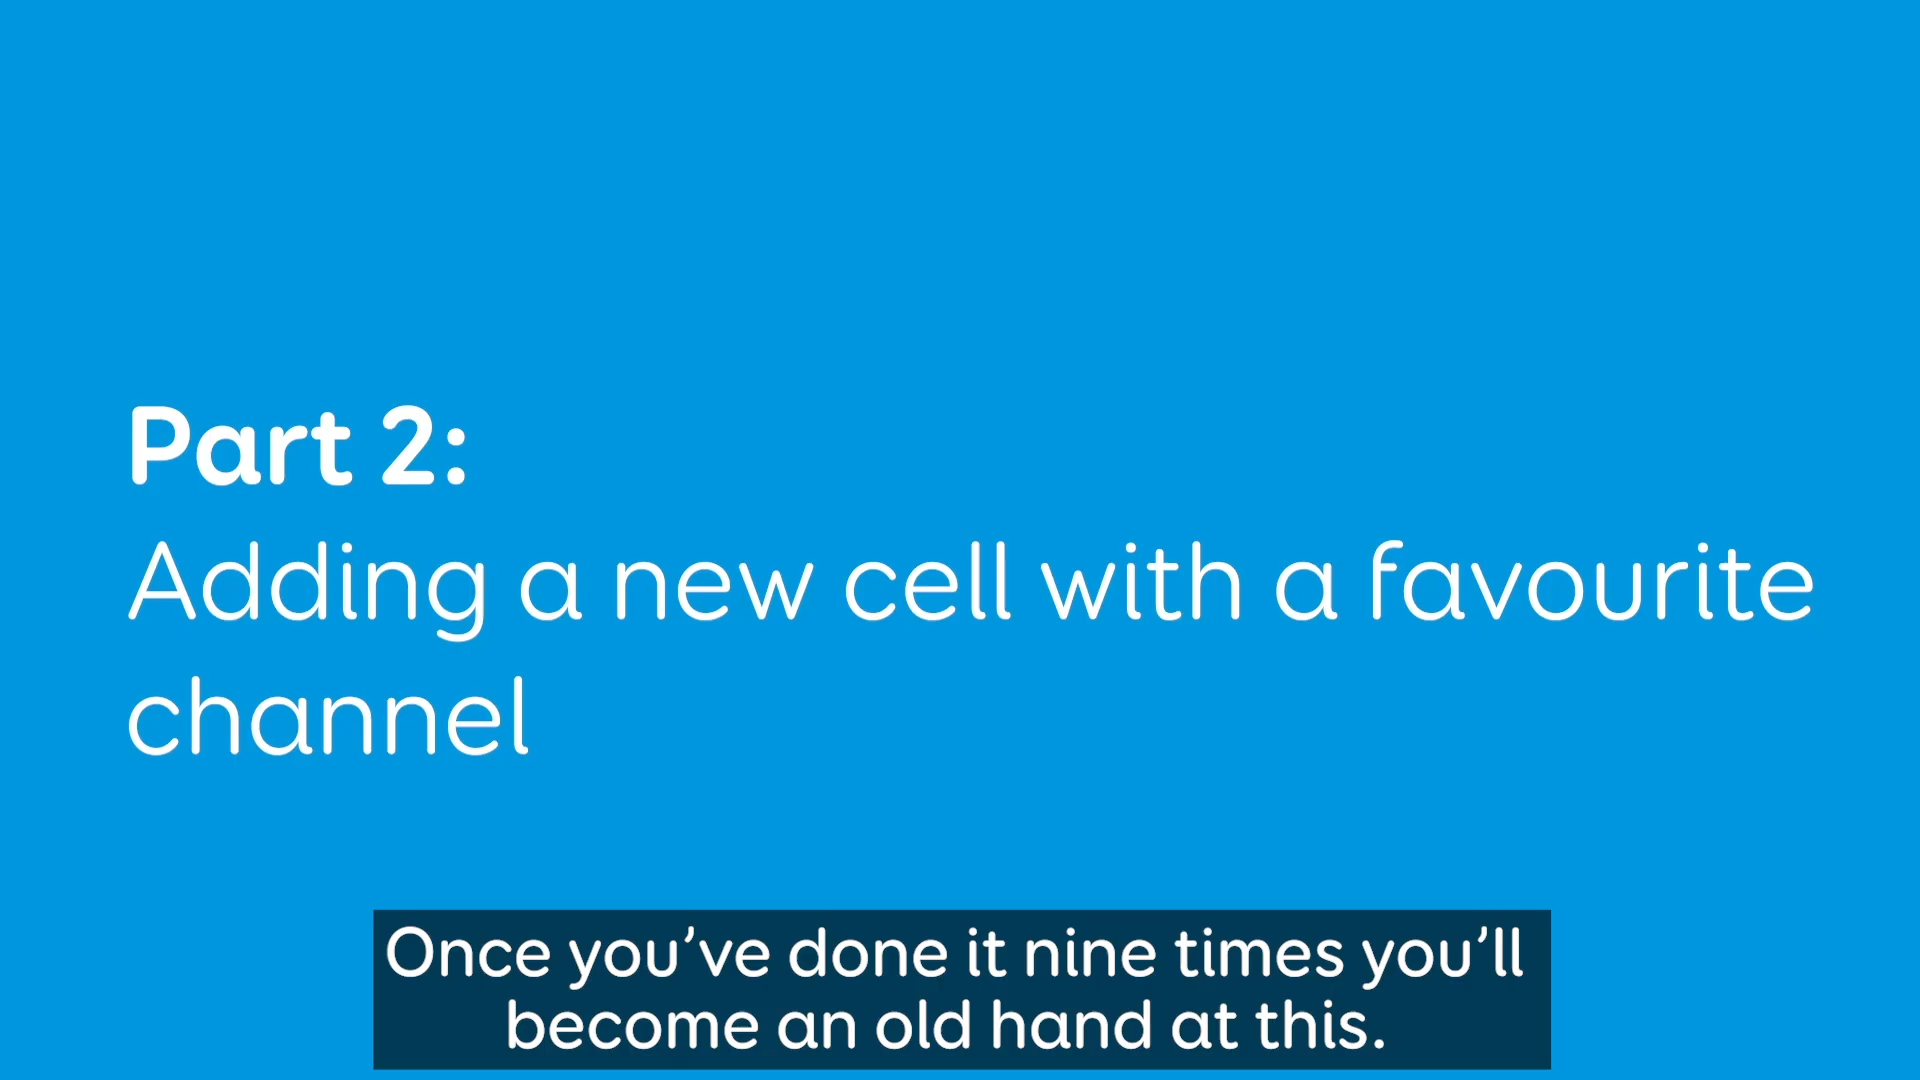 Part 2:
Adding a new cell with a favourite
channel
Once you’ve done it nine times you’ll
become an old hand at this.